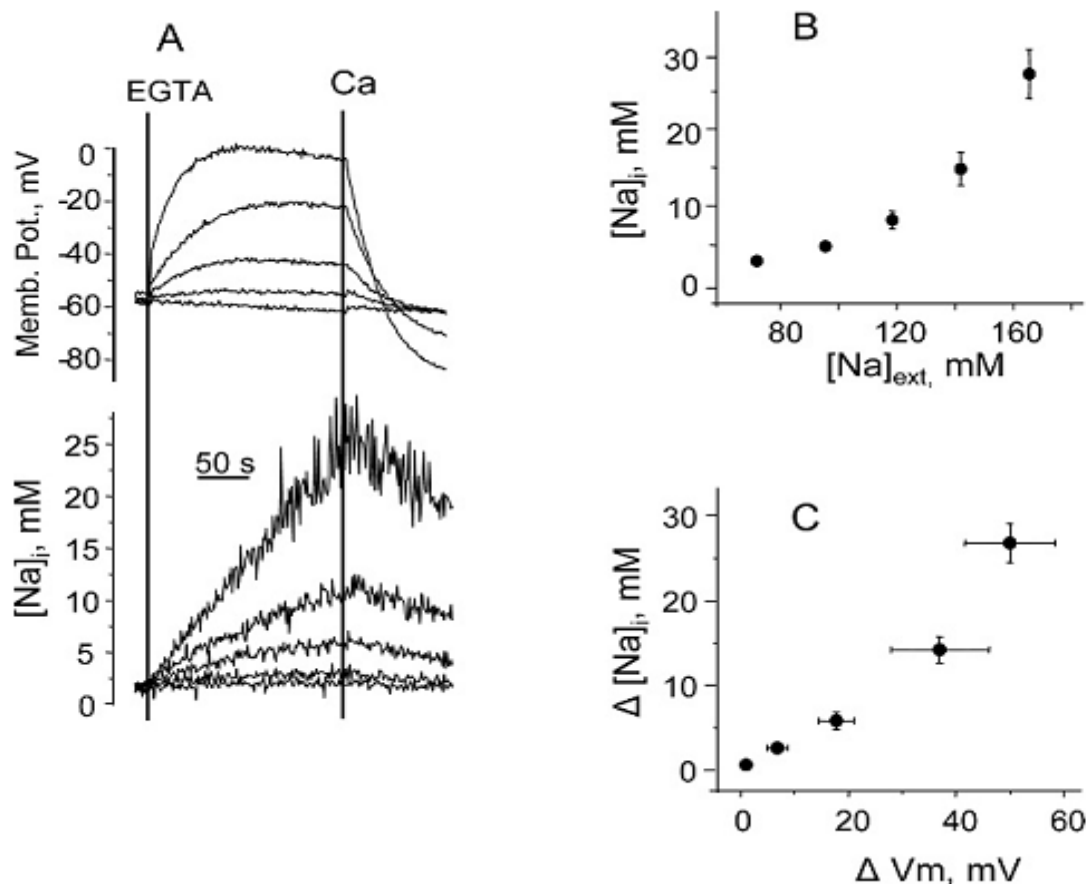 A
EGTA
Ca
0
-20
-40
-60
-80
Memb. Pot., mV
50 s
25
20
15
10
5
0
[Na]i, mM
B
30
20
10
0
[Na]i, mM
80 120 160
[Na]ext, mM
C
30
20
10
0
Δ [Na]i, mM
0 20 40 60
Δ Vm, mV